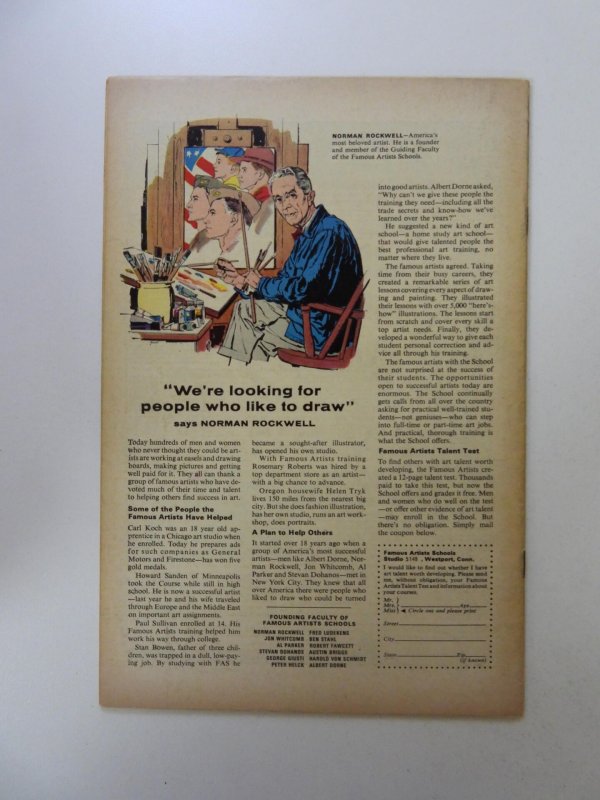 NORMAN ROCKWELL—America's
most beloved artist. He is a founder
and member of the Guiding Faculty
of the Famous Artists Schools.
"We're looking for
people who like to draw"
says NORMAN ROCKWELL
Today hundreds of men and women
who never thought they could be art-
ists are working at easels and drawing
boards, making pictures and getting
well paid for it. They all can thank a
group of famous artists who have de-
voted much of their time and talent
to helping others find success in art.
Some of the People the
Famous Artists Have Helped
Carl Koch was an 18 year old ap-
prentice in a Chicago art studio when
he enrolled. Today he prepares ads
for such companies as General
Motors and Firestone—has won five
gold medals.
Howard Sanden of Minneapolis
took the Course while still in high
school. He is now a successful artist
—last year he and his wife traveled
through Europe and the Middle East
on important art assignments.
Paul Sullivan enrolled at 14. His
Famous Artists training helped him
work his way through college.
Stan Bowen, father of three chil-
dren, was trapped in a dull, low-pay-
ing job. By studying with FAS he
became a sought-after illustrator,
has opened his own studio.
With Famous Artists training
Rosemary Roberts was hired by a
top department store as an artist—
with a big chance to advance.
Oregon housewife Helen Tryk
lives 150 miles from the nearest big
city. But she does fashion illustration,
has her own studio, runs an art work-
shop, does portraits.
A Plan to Help Others
It started over 18 years ago when a
group of America's most successful
artists—men like Albert Dorne, Nor-
man Rockwell, Jon Whitcomb, Al
Parker and Stevan Dohanos—met in
New York City. They knew that all
over America there were people who
liked to draw who could be turned
FOUNDING FACULTY OF
FAMOUS ARTISTS SCHOOLS
NORMAN ROCKWELL FRED LUDEKENS
JON WHITCOMB BEN STAHL
AL PARKER ROBERT FAWCETT
STEVAN DOHANOS AUSTIN BRIGGS
GEORGE GIUSTI HAROLD VON SCHMIDT
PETER HELCK ALBERT DORNE
into good artists. Albert Dorne asked,
"Why can't we give these people the
training they need—including all the
trade secrets and know-how we've
learned over the years?"
He suggested a new kind of art
school—a home study art school—
that would give talented people the
best professional art training, no
matter where they live.
The famous artists agreed. Taking
time from their busy careers, they
created a remarkable series of art
lessons covering every aspect of draw-
ing and painting. They illustrated
their lessons with over 5,000 "here's-
how" illustrations. The lessons start
from scratch and cover every skill a
top artist needs. Finally, they de-
veloped a wonderful way to give each
student personal correction and ad-
vice all through his training.
The famous artists with the School
are not surprised at the success of
their students. The opportunities
open to successful artists today are
enormous. The School continually
gets calls from all over the country
asking for practical well-trained stu-
dents—not geniuses—who can step
into full-time or part-time art jobs.
And practical, thorough training is
what the School offers.
Famous Artists Talent Test
To find others with art talent worth
developing, the Famous Artists cre-
ated a 12-page talent test. Thousands
paid to take this test, but now the
School offers and grades it free. Men
and women who do well on the test
—or offer other evidence of art talent
—may enroll in the School. But
there's no obligation. Simply mail
the coupon below.
Famous Artists Schools
Studio 5149, Westport, Conn.
I would like to find out whether I have
art talent worth developing. Please send
me, without obligation, your Famous
Artists Talent Test and information about
your courses.
Mr.
Mrs. Age
Miss Circle one and please print
Street
City
State Zip
(if known)